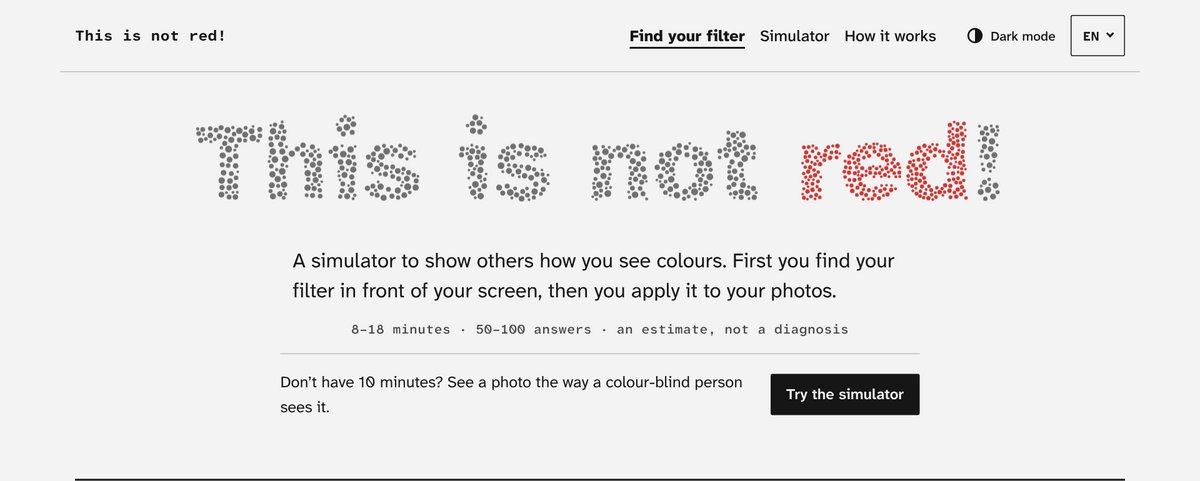 This is not red!
Find your filter
Simulator
How it works
Dark mode
EN
This is not red!
A simulator to show others how you see colours. First you find your
filter in front of your screen, then you apply it to your photos.
8–18 minutes · 50–100 answers · an estimate, not a diagnosis
Don’t have 10 minutes? See a photo the way a colour-blind person
sees it.
Try the simulator